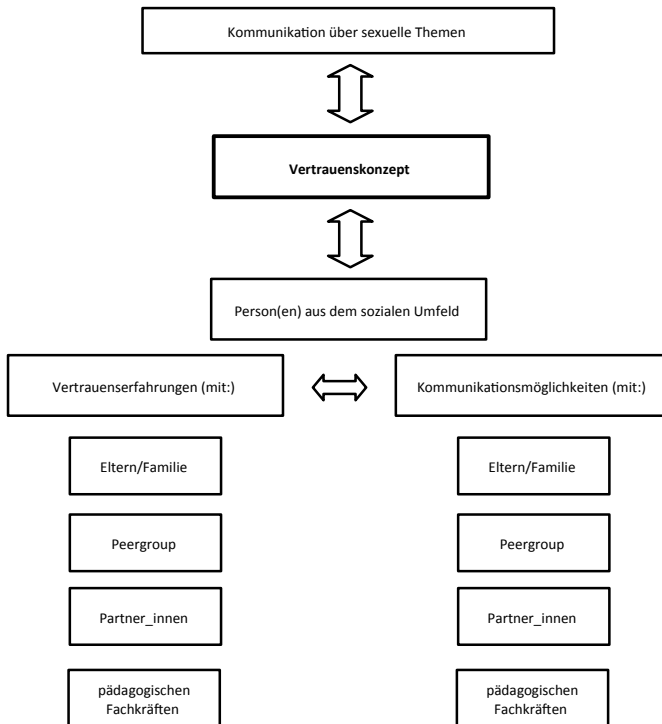 Kommunikation über sexuelle Themen
Vertrauenskonzept
Person(en) aus dem sozialen Umfeld
Vertrauenserfahrungen (mit:)
Kommunikationsmöglichkeiten (mit:)
Eltern/Familie
Eltern/Familie
Peergroup
Peergroup
Partner_innen
Partner_innen
pädagogischen
Fachkräften
pädagogischen
Fachkräften